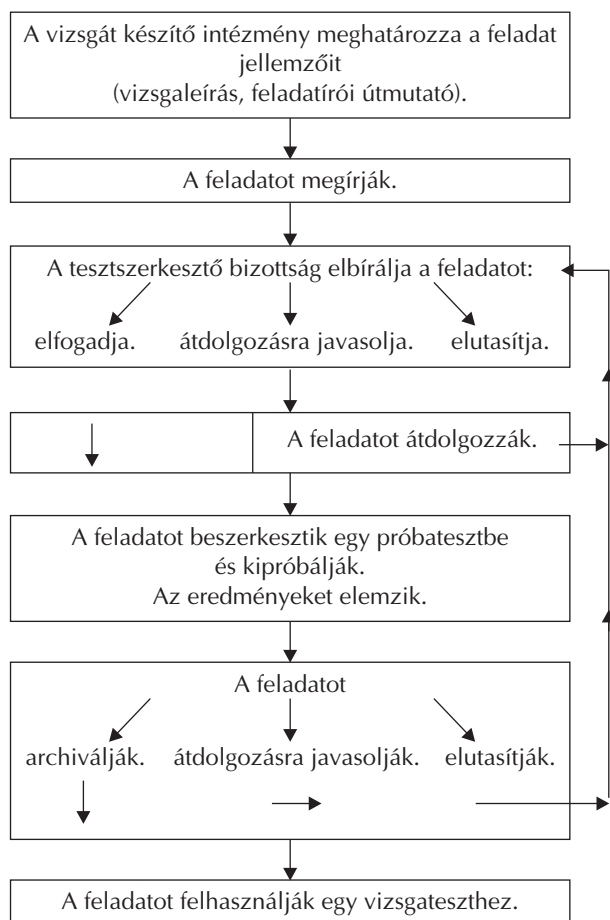 A vizsgát készítő intézmény meghatározza a feladat
jellemzőit
(vizsgaleírás, feladatírói útmutató).
A feladatot megírják.
A tesztszerkesztő bizottság elbírálja a feladatot:
elfogadja. átdolgozásra javasolja. elutasítja.
A feladatot átdolgozzák.
A feladatot beszerkesztik egy próbatesztbe
és kipróbálják.
Az eredményeket elemzik.
A feladatot
archiválják. átdolgozásra javasolják. elutasítják.
A feladatot felhasználják egy vizsgateszthez.